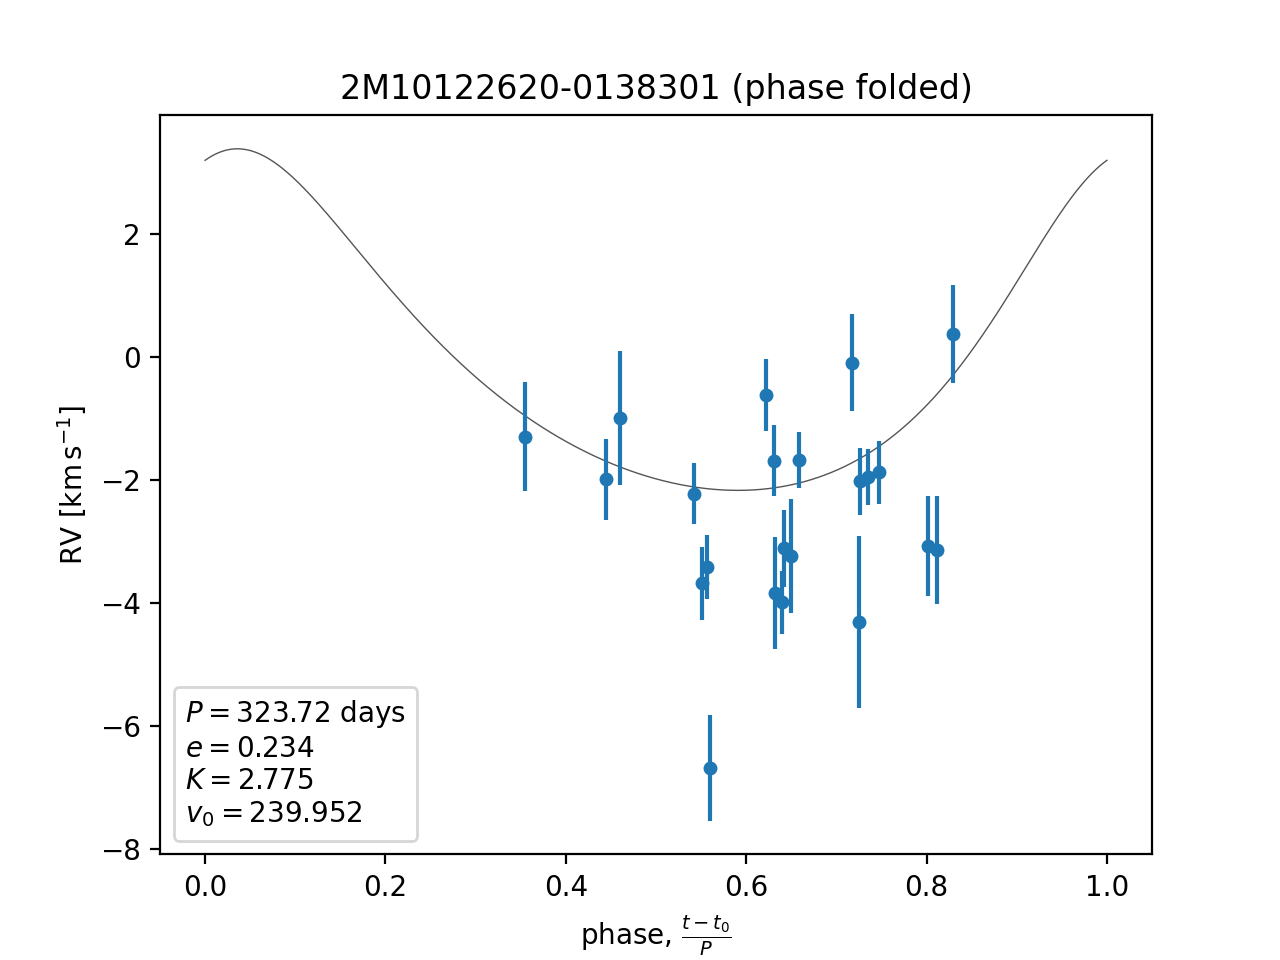 2M10122620-0138301 (phase folded)
RV [km s⁻¹]
2
0
−2
−4
−6
−8
P = 323.72 days
e = 0.234
K = 2.775
v₀ = 239.952
0.0 0.2 0.4 0.6 0.8 1.0
phase, (t − t₀)/P